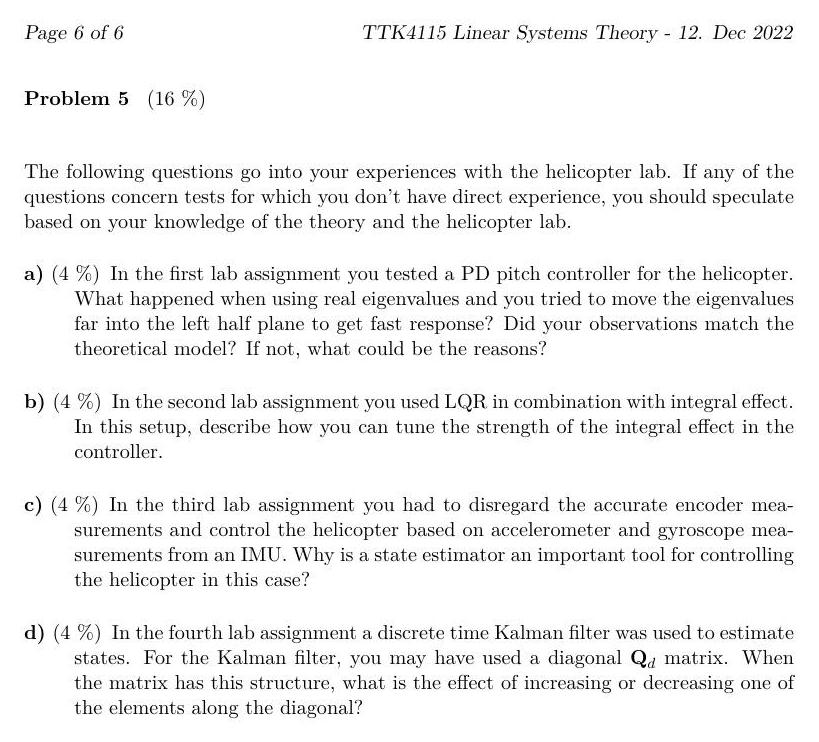 Page 6 of 6 TTK4115 Linear Systems Theory - 12. Dec 2022
Problem 5 (16 %)
The following questions go into your experiences with the helicopter lab. If any of the
questions concern tests for which you don't have direct experience, you should speculate
based on your knowledge of the theory and the helicopter lab.
a) (4 %) In the first lab assignment you tested a PD pitch controller for the helicopter.
What happened when using real eigenvalues and you tried to move the eigenvalues
far into the left half plane to get fast response? Did your observations match the
theoretical model? If not, what could be the reasons?
b) (4 %) In the second lab assignment you used LQR in combination with integral effect.
In this setup, describe how you can tune the strength of the integral effect in the
controller.
c) (4 %) In the third lab assignment you had to disregard the accurate encoder mea-
surements and control the helicopter based on accelerometer and gyroscope mea-
surements from an IMU. Why is a state estimator an important tool for controlling
the helicopter in this case?
d) (4 %) In the fourth lab assignment a discrete time Kalman filter was used to estimate
states. For the Kalman filter, you may have used a diagonal Q_d matrix. When
the matrix has this structure, what is the effect of increasing or decreasing one of
the elements along the diagonal?